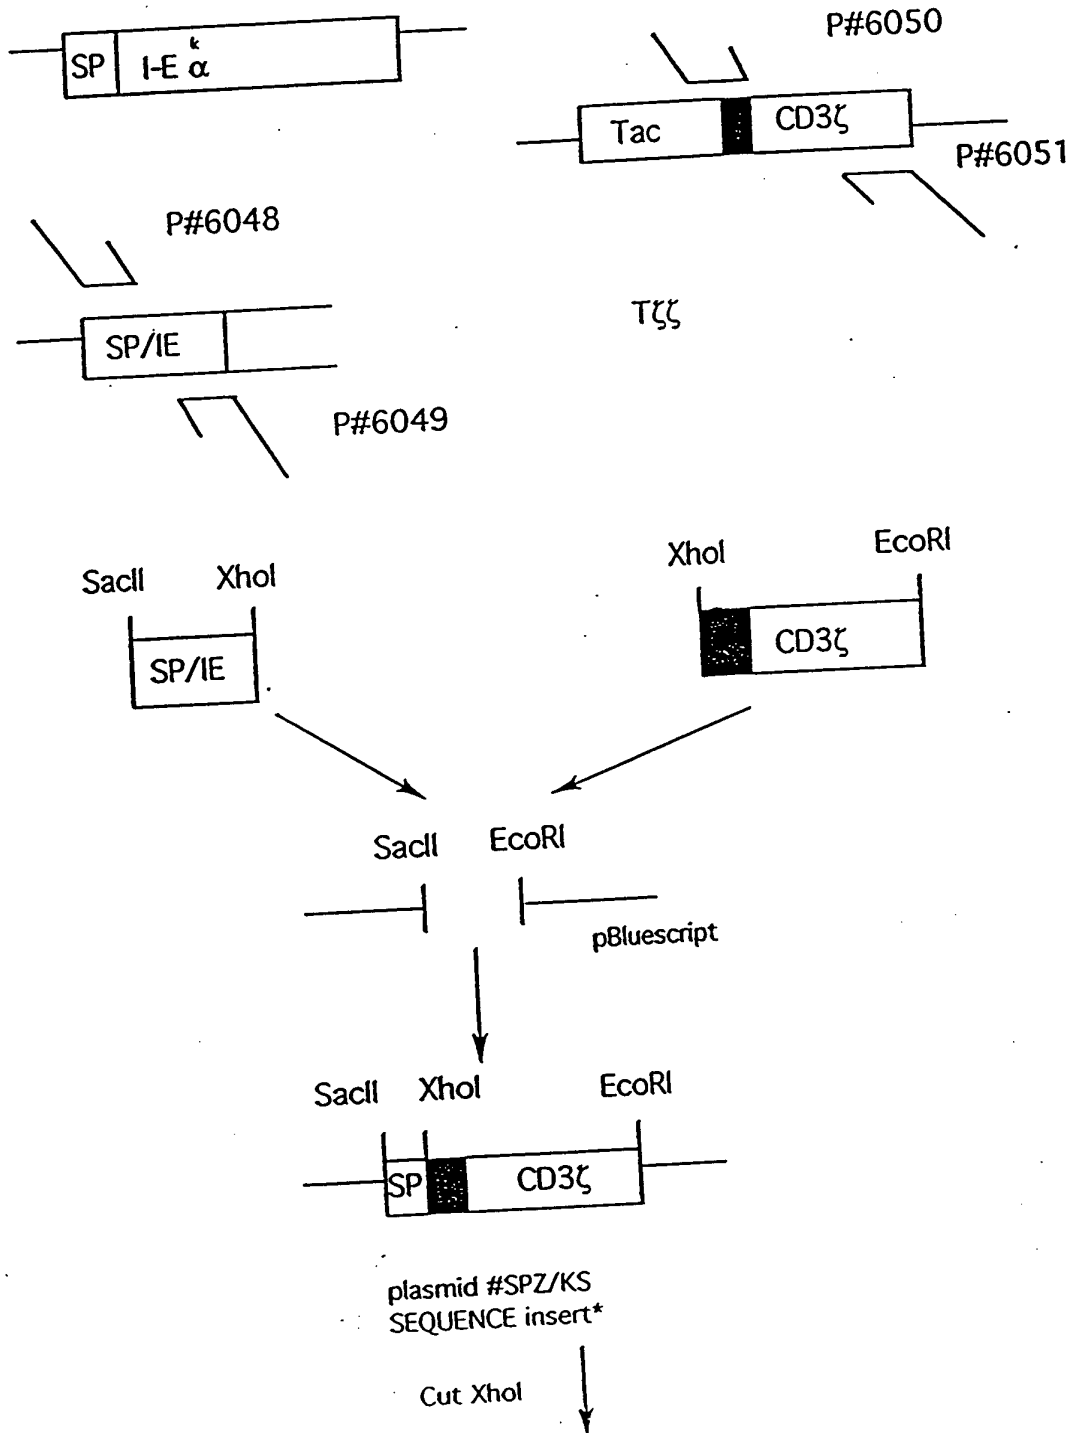 SP
I-E α k
P#6050
Tac
CD3ζ
P#6051
P#6048
SP/IE
Tζζ
P#6049
SacII
XhoI
SP/IE
XhoI
EcoRI
CD3ζ
SacII
EcoRI
pBluescript
SacII
XhoI
EcoRI
SP
CD3ζ
plasmid #SPZ/KS
SEQUENCE insert*
Cut XhoI